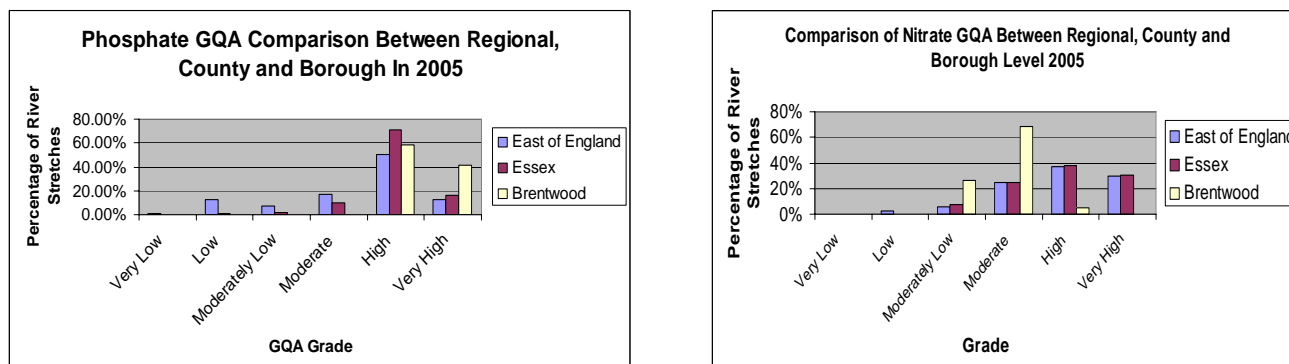 Phosphate GQA Comparison Between Regional,
County and Borough In 2005
Percentage of River
Stretches
80.00%
60.00%
40.00%
20.00%
0.00%
Very Low
Low
Moderately Low
Moderate
High
Very High
GQA Grade
East of England
Essex
Brentwood
Comparison of Nitrate GQA Between Regional, County and
Borough Level 2005
Percentage of River
Stretches
80%
60%
40%
20%
0%
Very Low
Low
Moderately Low
Moderate
High
Very High
Grade
East of England
Essex
Brentwood